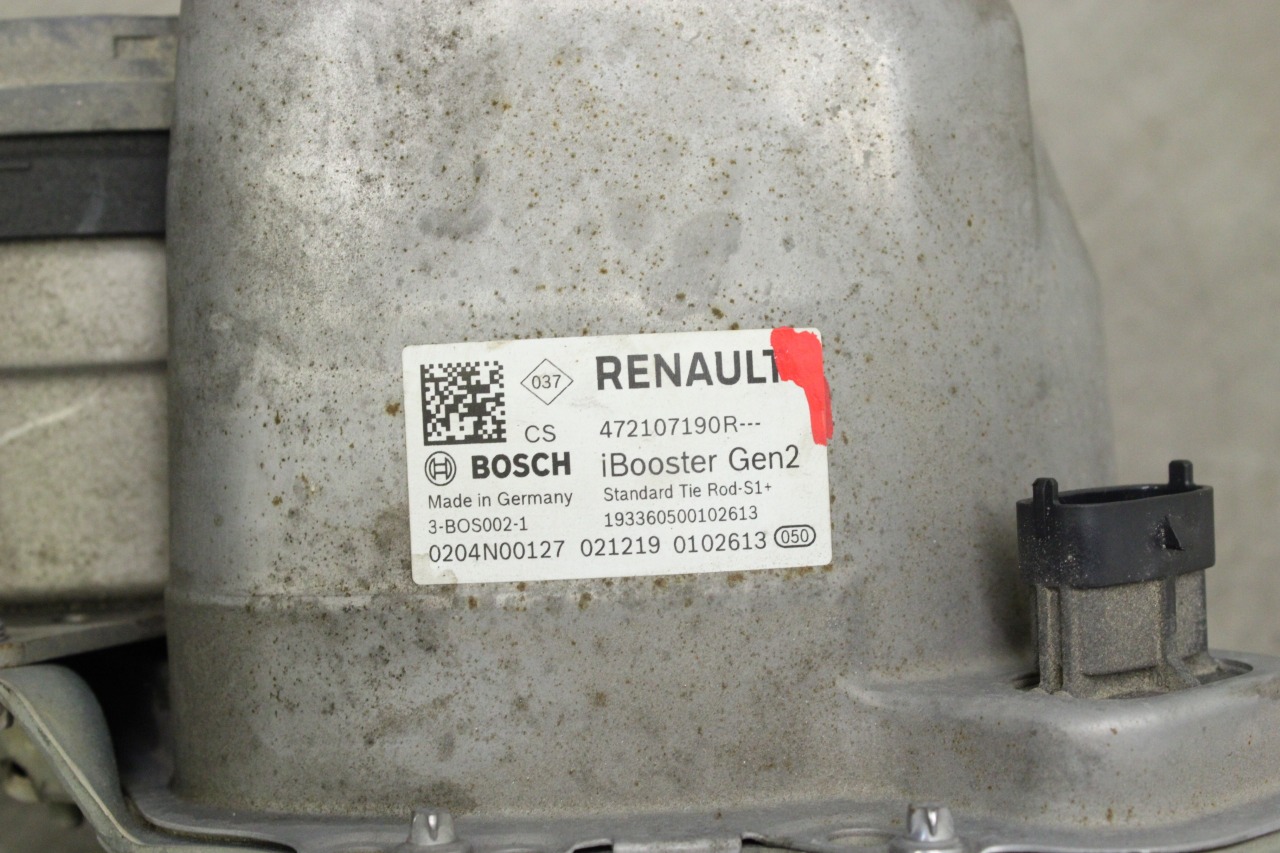 037 RENAULT
CS 472107190R---
BOSCH iBooster Gen2
Made in Germany Standard Tie Rod-S1+
3-BOS002-1 193360500102613
0204N00127 021219 0102613 050